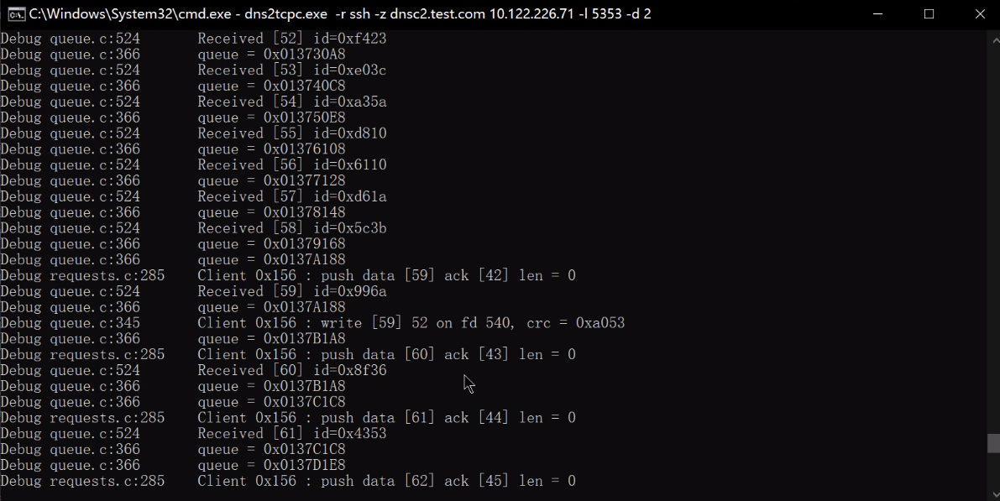 C:\Windows\System32\cmd.exe - dns2tcpc.exe  -r ssh -z dnsc2.test.com 10.122.226.71 -l 5353 -d 2
Debug queue.c:524	Received [52] id=0xf423
Debug queue.c:366	queue = 0x013730A8
Debug queue.c:524	Received [53] id=0xe03c
Debug queue.c:366	queue = 0x013740C8
Debug queue.c:524	Received [54] id=0xa35a
Debug queue.c:366	queue = 0x013750E8
Debug queue.c:524	Received [55] id=0xd810
Debug queue.c:366	queue = 0x01376108
Debug queue.c:524	Received [56] id=0x6110
Debug queue.c:366	queue = 0x01377128
Debug queue.c:524	Received [57] id=0xd61a
Debug queue.c:366	queue = 0x01378148
Debug queue.c:524	Received [58] id=0x5c3b
Debug queue.c:366	queue = 0x01379168
Debug queue.c:366	queue = 0x0137A188
Debug requests.c:285	Client 0x156 : push data [59] ack [42] len = 0
Debug queue.c:524	Received [59] id=0x996a
Debug queue.c:366	queue = 0x0137A188
Debug queue.c:345	Client 0x156 : write [59] 52 on fd 540, crc = 0xa053
Debug queue.c:366	queue = 0x0137B1A8
Debug requests.c:285	Client 0x156 : push data [60] ack [43] len = 0
Debug queue.c:524	Received [60] id=0x8f36
Debug queue.c:366	queue = 0x0137B1A8
Debug queue.c:366	queue = 0x0137C1C8
Debug requests.c:285	Client 0x156 : push data [61] ack [44] len = 0
Debug queue.c:524	Received [61] id=0x4353
Debug queue.c:366	queue = 0x0137C1C8
Debug queue.c:366	queue = 0x0137D1E8
Debug requests.c:285	Client 0x156 : push data [62] ack [45] len = 0